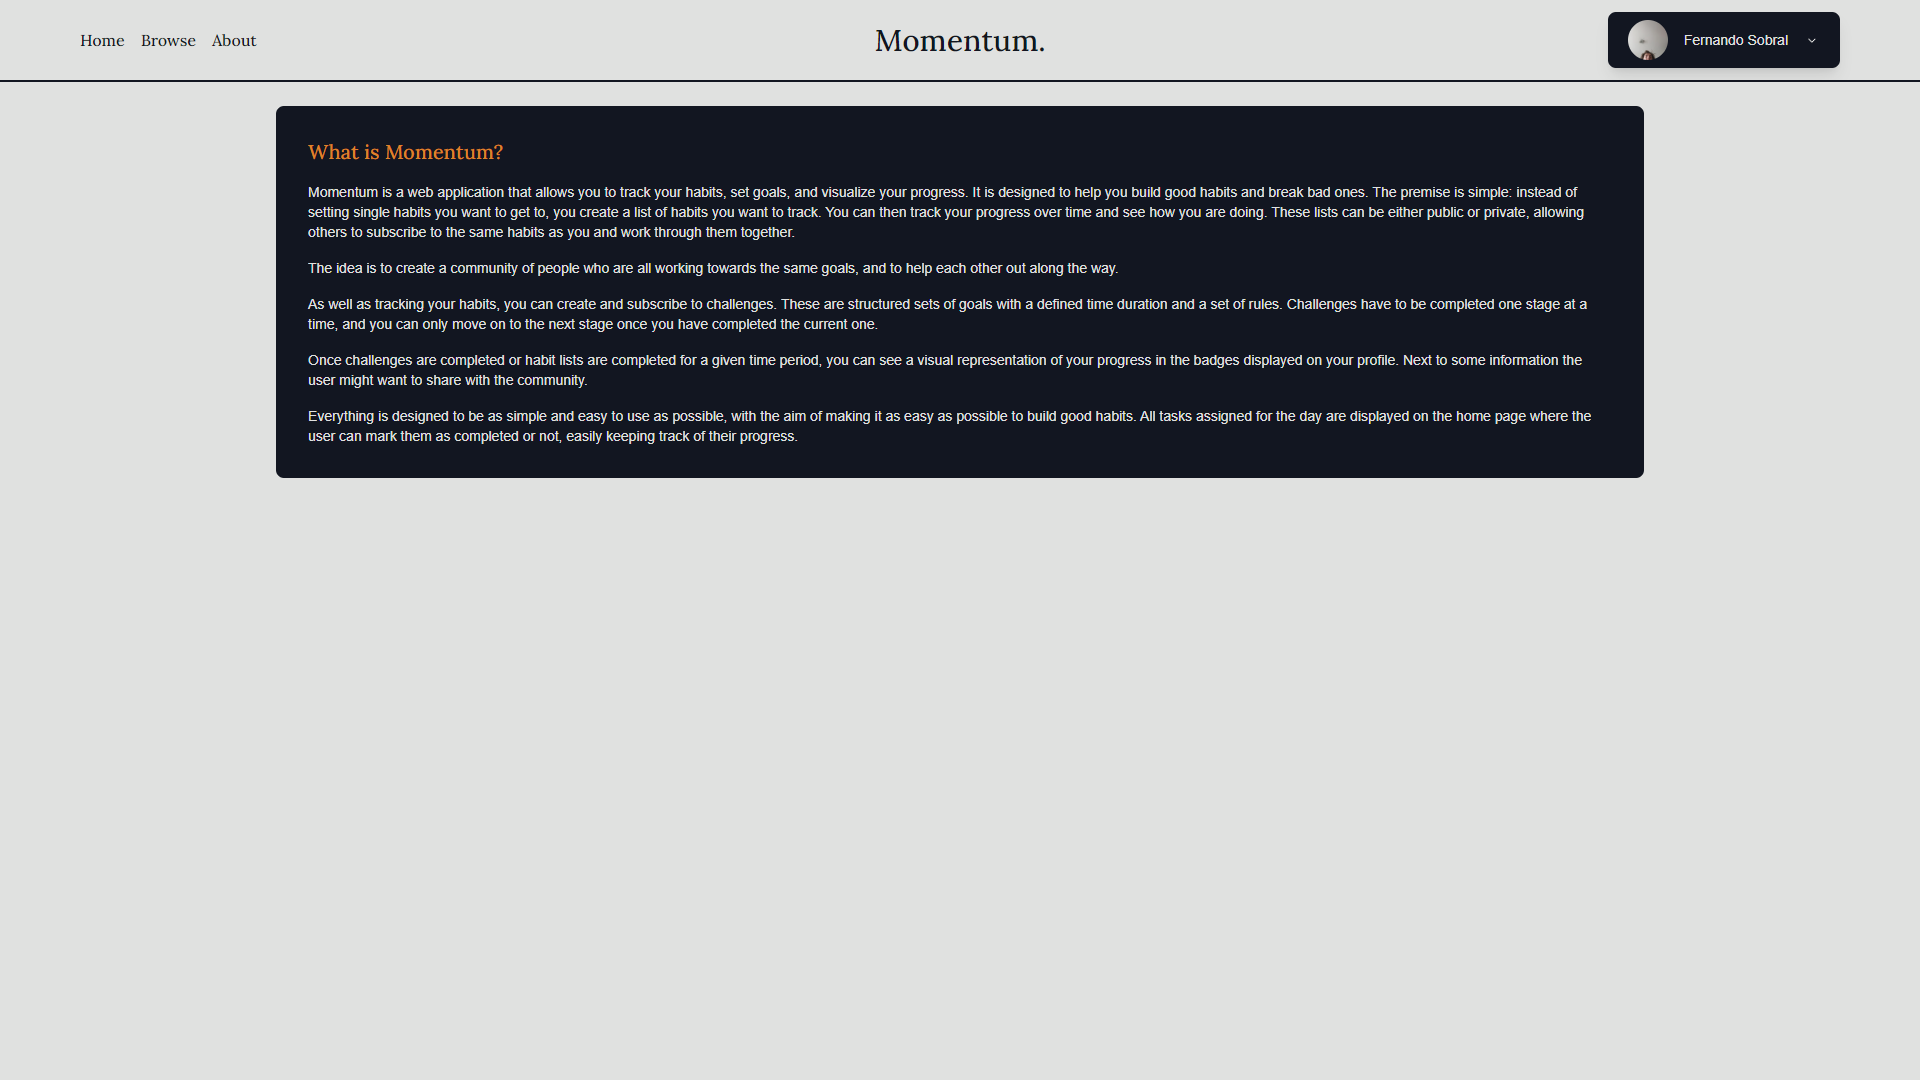 Home Browse About
Momentum.
Fernando Sobral
What is Momentum?
Momentum is a web application that allows you to track your habits, set goals, and visualize your progress. It is designed to help you build good habits and break bad ones. The premise is simple: instead of
setting single habits you want to get to, you create a list of habits you want to track. You can then track your progress over time and see how you are doing. These lists can be either public or private, allowing
others to subscribe to the same habits as you and work through them together.
The idea is to create a community of people who are all working towards the same goals, and to help each other out along the way.
As well as tracking your habits, you can create and subscribe to challenges. These are structured sets of goals with a defined time duration and a set of rules. Challenges have to be completed one stage at a
time, and you can only move on to the next stage once you have completed the current one.
Once challenges are completed or habit lists are completed for a given time period, you can see a visual representation of your progress in the badges displayed on your profile. Next to some information the
user might want to share with the community.
Everything is designed to be as simple and easy to use as possible, with the aim of making it as easy as possible to build good habits. All tasks assigned for the day are displayed on the home page where the
user can mark them as completed or not, easily keeping track of their progress.